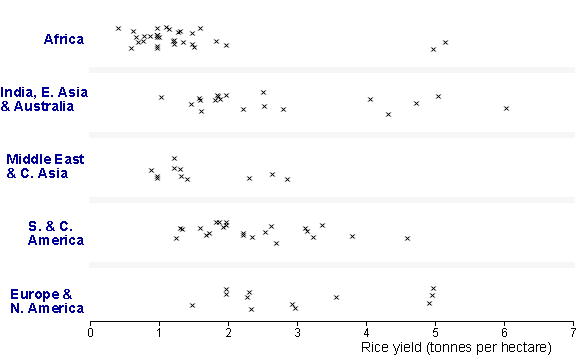 Africa
India, E. Asia
& Australia
Middle East
& C. Asia
S. & C.
America
Europe &
N. America
0 1 2 3 4 5 6 7
Rice yield (tonnes per hectare)